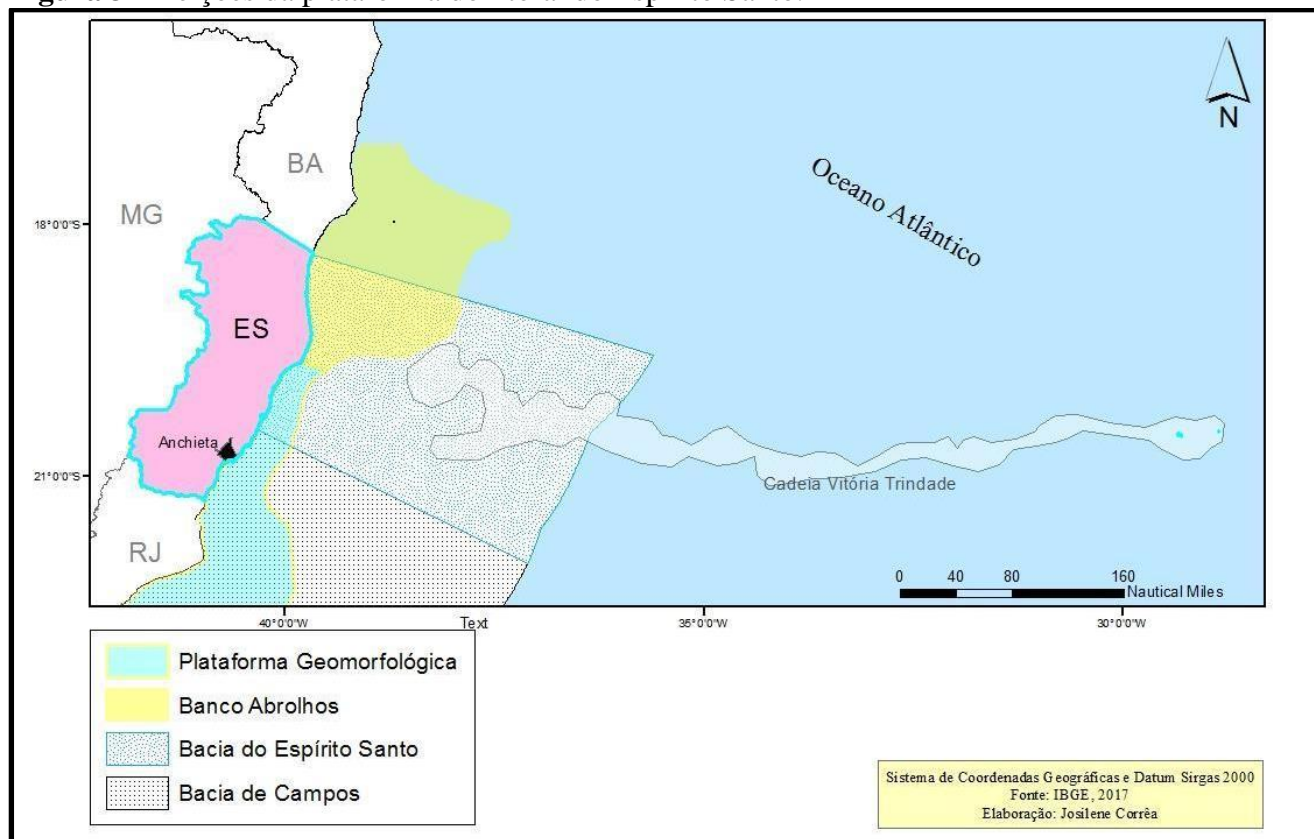 BA
MG
ES
Anchieta
RJ
Oceano Atlântico
N
18°0'0"S
21°0'0"S
Cadeia Vitória Trindade
0 40 80 160
Nautical Miles
40°0'0"W Text 35°0'0"W 30°0'0"W
Plataforma Geomorfológica
Banco Abrolhos
Bacia do Espírito Santo
Bacia de Campos
Sistema de Coordenadas Geográficas e Datum Sirgas 2000
Fonte: IBGE, 2017
Elaboração: Josilene Corrêa